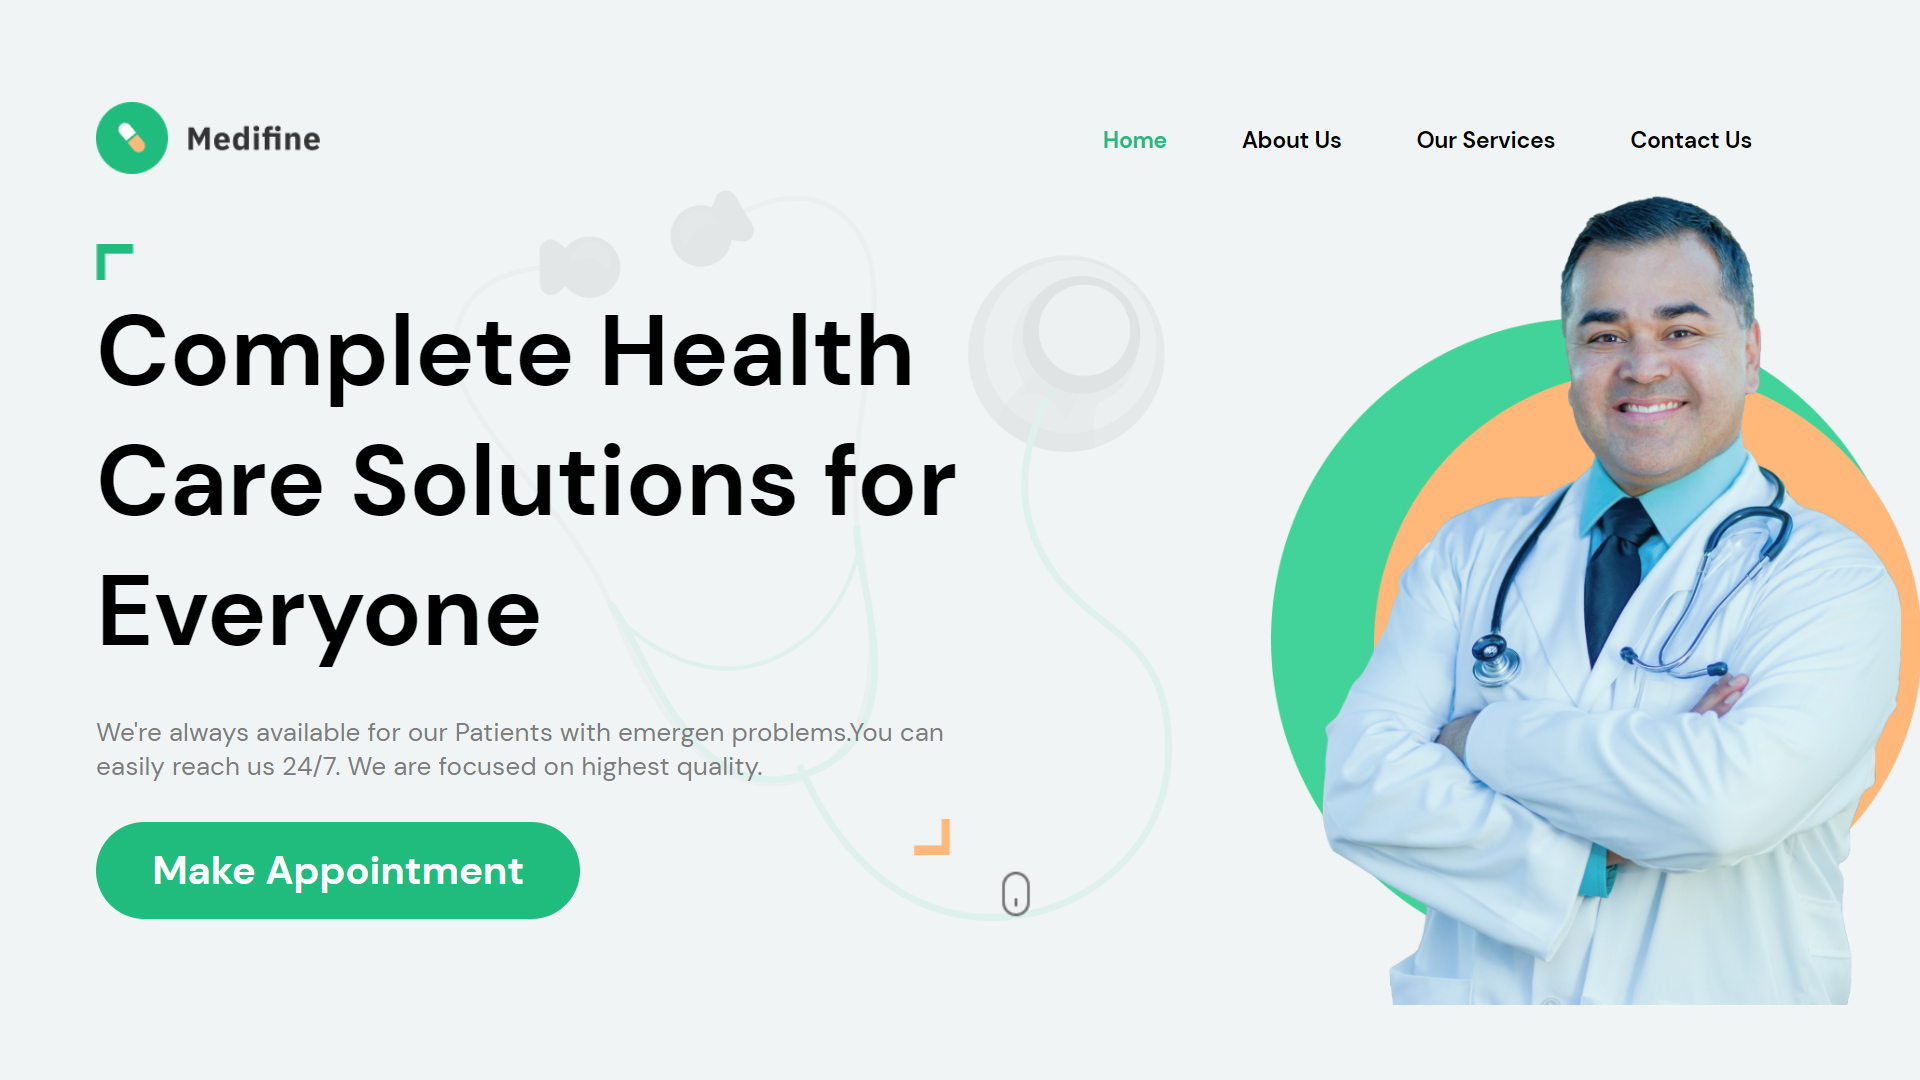 Medifine
Home
About Us
Our Services
Contact Us
Complete Health
Care Solutions for
Everyone
We're always available for our Patients with emergen problems.You can
easily reach us 24/7. We are focused on highest quality.
Make Appointment